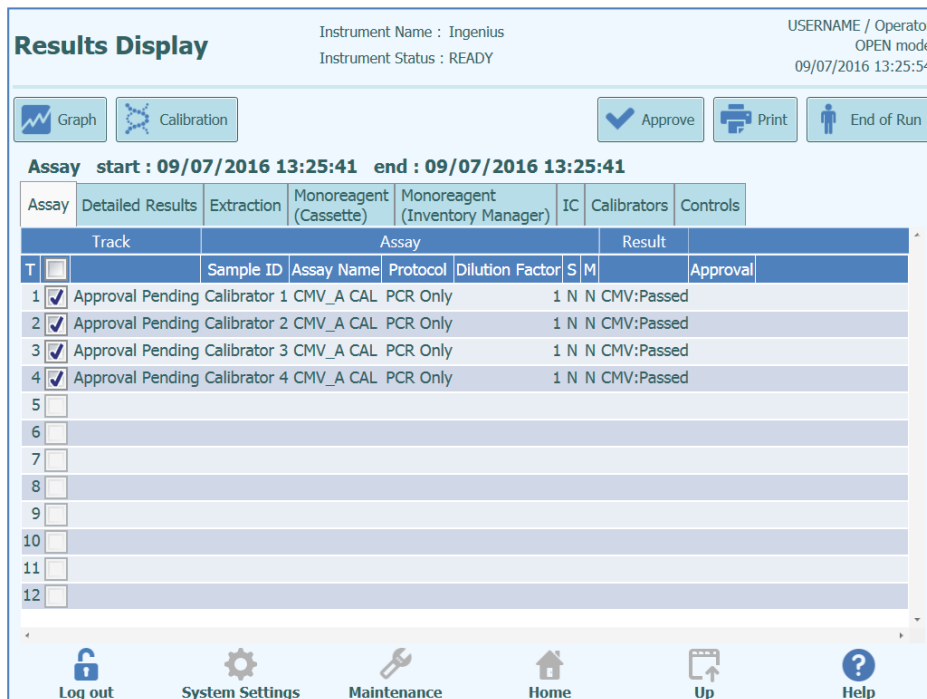 Results Display
Instrument Name : Ingenius
Instrument Status : READY
USERNAME / Operato
OPEN mode
09/07/2016 13:25:54
Graph
Calibration
Approve
Print
End of Run
Assay start : 09/07/2016 13:25:41 end : 09/07/2016 13:25:41
Assay Detailed Results Extraction Monoreagent (Cassette) Monoreagent (Inventory Manager) IC Calibrators Controls
Track Assay Result
T Sample ID Assay Name Protocol Dilution Factor S M Approval
1 Approval Pending Calibrator 1 CMV_A CAL PCR Only 1 N N CMV:Passed
2 Approval Pending Calibrator 2 CMV_A CAL PCR Only 1 N N CMV:Passed
3 Approval Pending Calibrator 3 CMV_A CAL PCR Only 1 N N CMV:Passed
4 Approval Pending Calibrator 4 CMV_A CAL PCR Only 1 N N CMV:Passed
5
6
7
8
9
10
11
12
Log out System Settings Maintenance Home Up Help